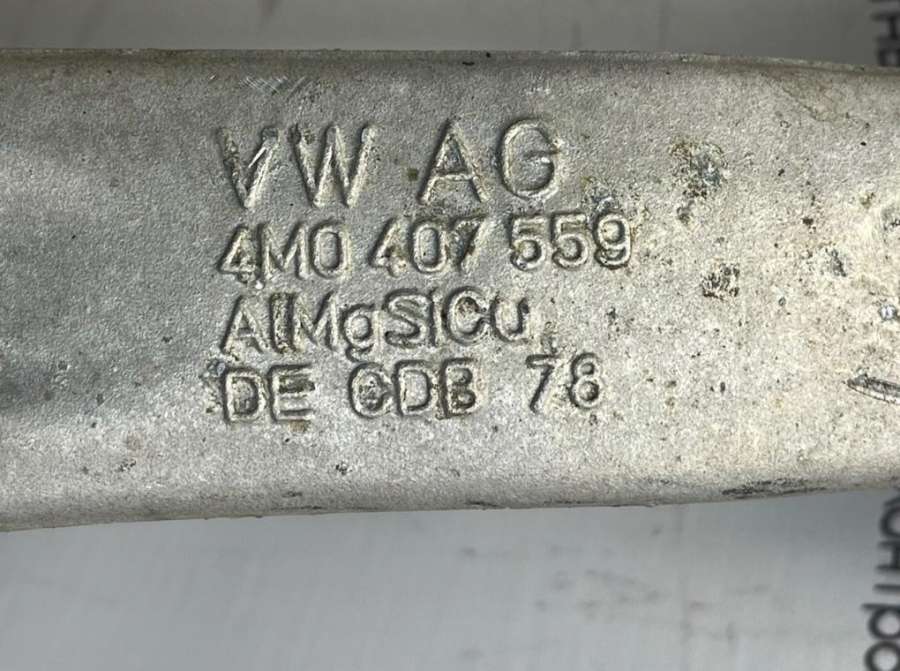 VW AG
4M0 407 559
AlMgSiCu
DE CDB 78